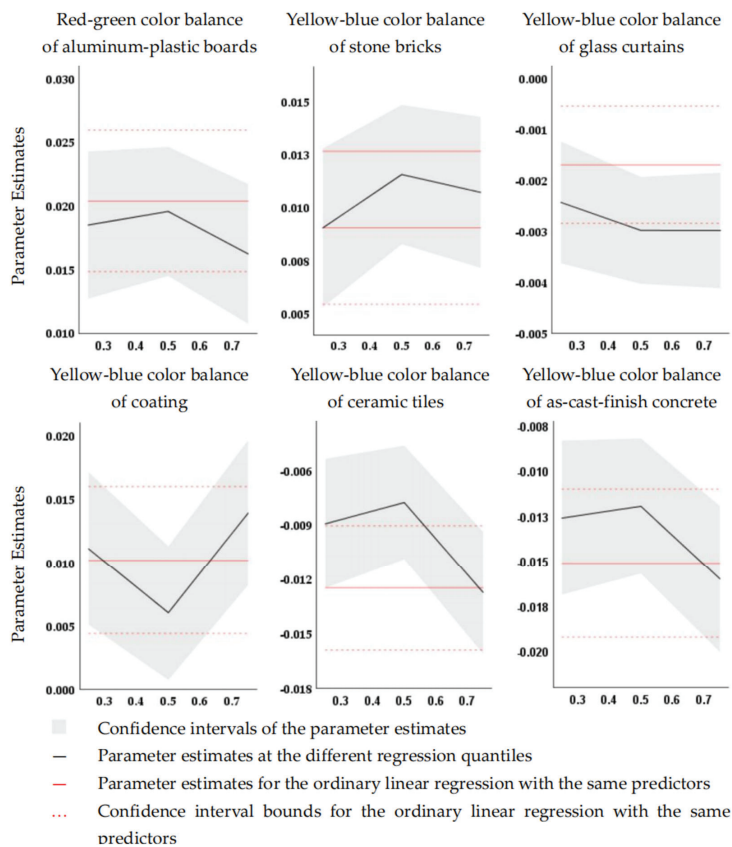 Red-green color balance
of aluminum-plastic boards
Yellow-blue color balance
of stone bricks
Yellow-blue color balance
of glass curtains
Parameter Estimates
0.030
0.025
0.020
0.015
0.010
0.3 0.4 0.5 0.6 0.7
0.015
0.013
0.010
0.008
0.005
0.3 0.4 0.5 0.6 0.7
0.000
-0.001
-0.002
-0.003
-0.004
-0.005
0.3 0.4 0.5 0.6 0.7
Yellow-blue color balance
of coating
Yellow-blue color balance
of ceramic tiles
Yellow-blue color balance
of as-cast-finish concrete
Parameter Estimates
0.020
0.015
0.010
0.005
0.000
0.3 0.4 0.5 0.6 0.7
-0.006
-0.009
-0.012
-0.015
-0.018
0.3 0.4 0.5 0.6 0.7
-0.008
-0.010
-0.013
-0.015
-0.018
-0.020
0.3 0.4 0.5 0.6 0.7
Confidence intervals of the parameter estimates
Parameter estimates at the different regression quantiles
Parameter estimates for the ordinary linear regression with the same predictors
Confidence interval bounds for the ordinary linear regression with the same
predictors